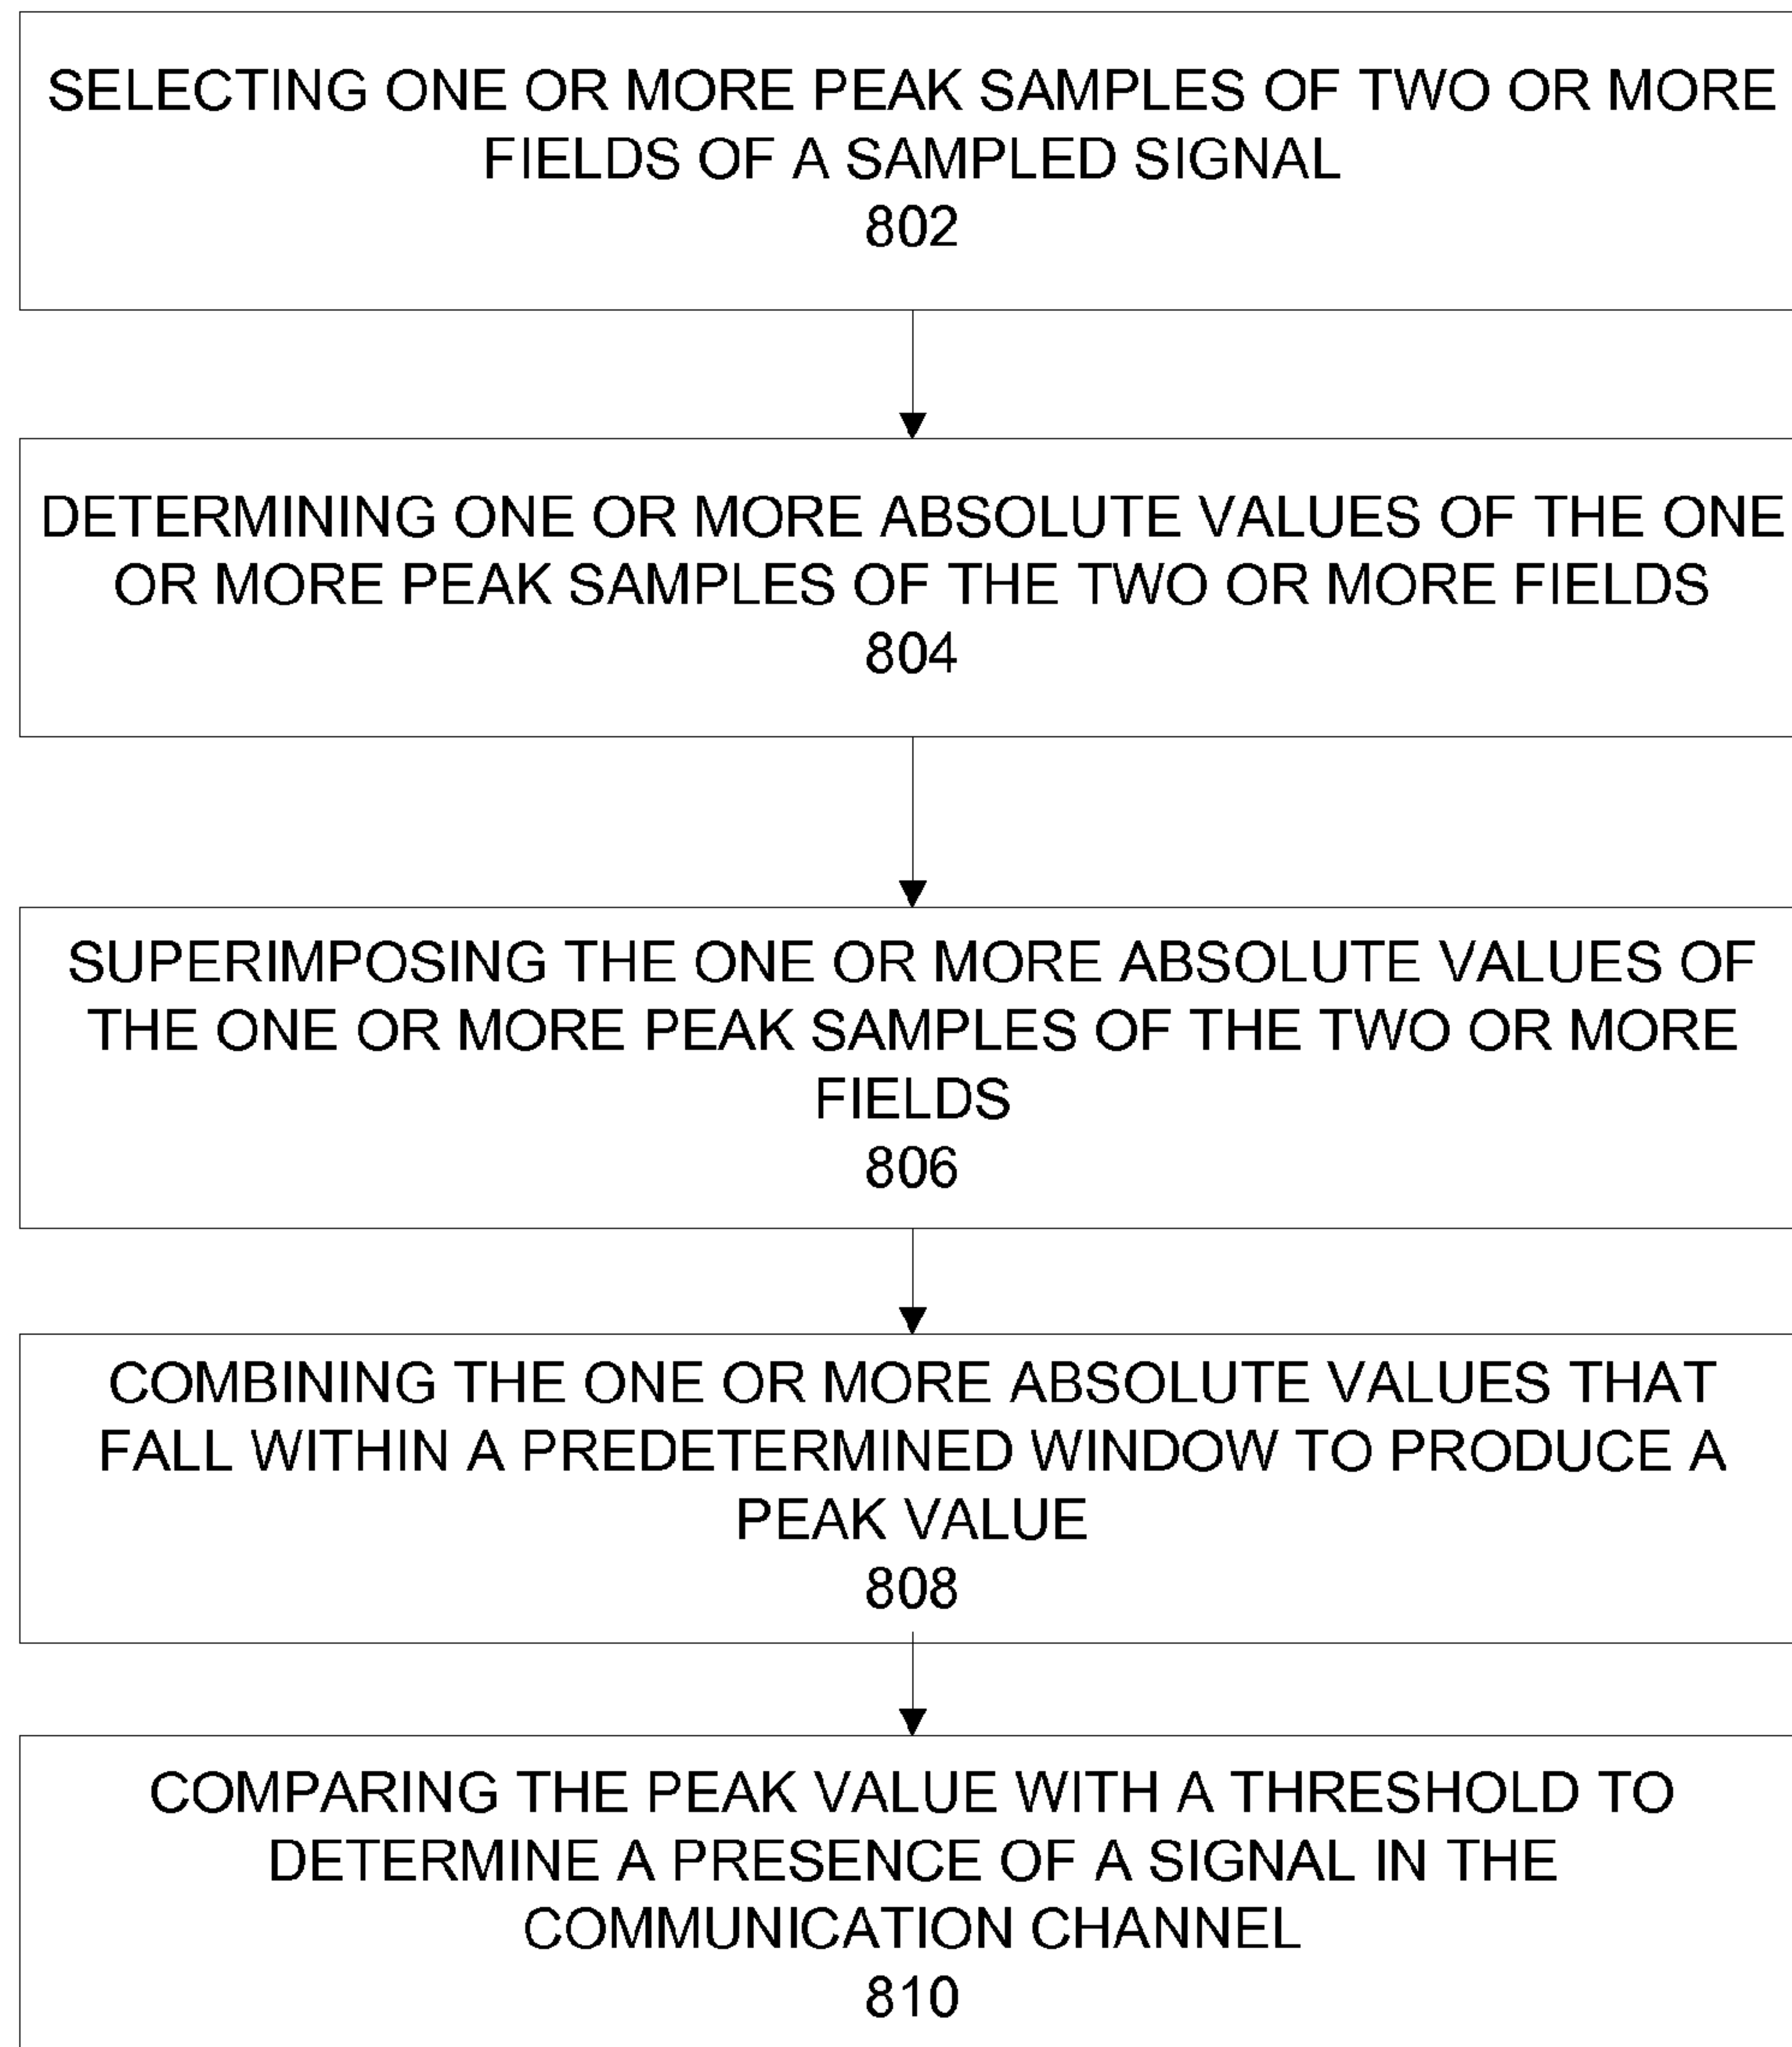 SELECTING ONE OR MORE PEAK SAMPLES OF TWO OR MORE
FIELDS OF A SAMPLED SIGNAL
802
DETERMINING ONE OR MORE ABSOLUTE VALUES OF THE ONE
OR MORE PEAK SAMPLES OF THE TWO OR MORE FIELDS
804
SUPERIMPOSING THE ONE OR MORE ABSOLUTE VALUES OF
THE ONE OR MORE PEAK SAMPLES OF THE TWO OR MORE
FIELDS
806
COMBINING THE ONE OR MORE ABSOLUTE VALUES THAT
FALL WITHIN A PREDETERMINED WINDOW TO PRODUCE A
PEAK VALUE
808
COMPARING THE PEAK VALUE WITH A THRESHOLD TO
DETERMINE A PRESENCE OF A SIGNAL IN THE
COMMUNICATION CHANNEL
810